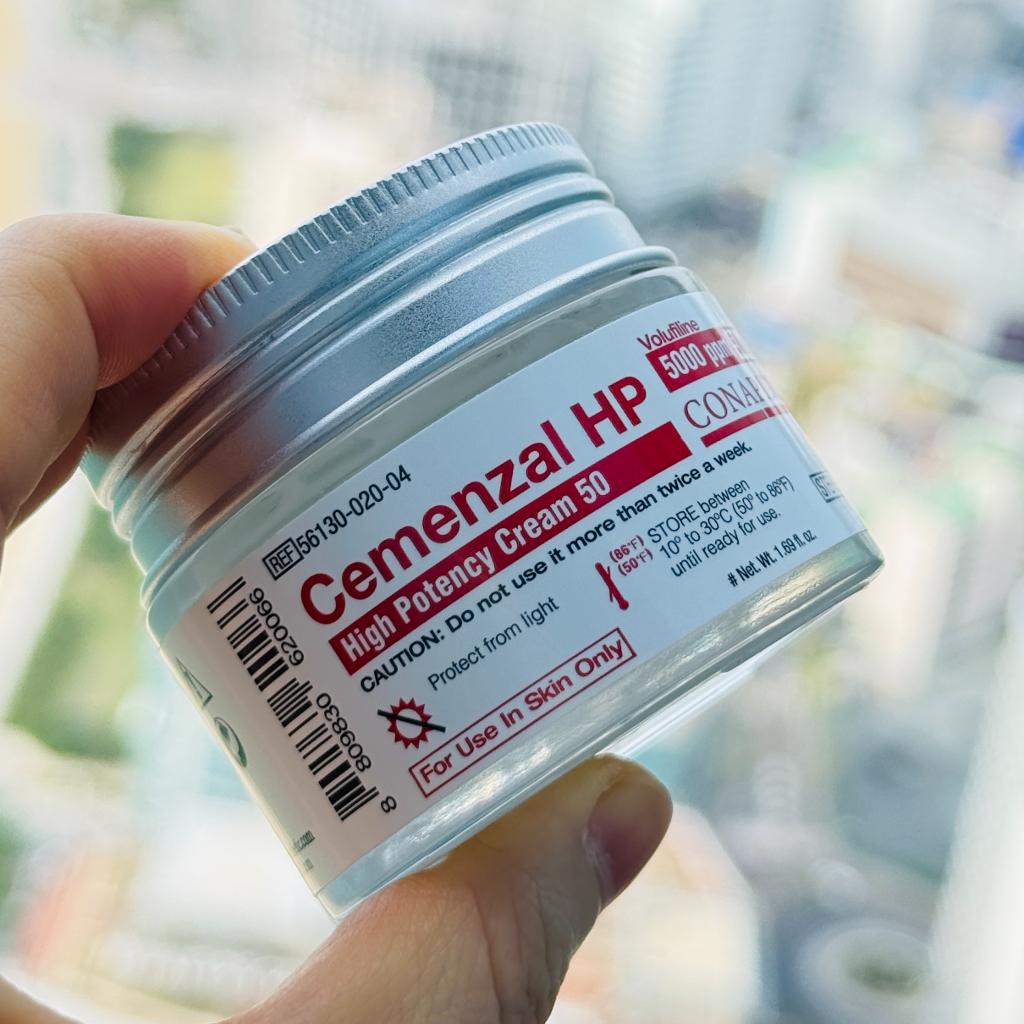 Volufiline
5000 ppm
REF 56130-020-04
Cemenzal HP
High Potency Cream 50
CAUTION: Do not use it more than twice a week.
Protect from light
(86°F)
(50°F)
STORE between
10° to 30°C (50° to 86°F)
until ready for use.
# Net. Wt. 1.69 fl. oz.
For Use In Skin Only
8 809830 620066